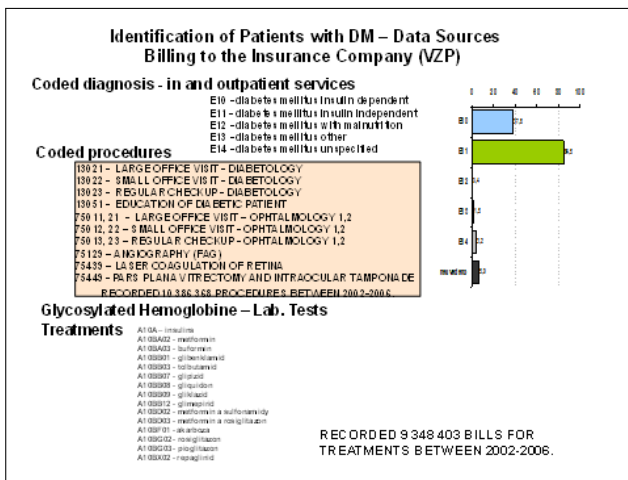 Identification of Patients with DM – Data Sources
Billing to the Insurance Company (VZP)
Coded diagnosis - in and outpatient services
E10 -diabetes mellitus insulin dependent
E11 - diabetes mellitus insulin independent
E12 -diabetes mellitus with malnutrition
E13 -diabetes mellitus other
E14 - diabetes mellitus unspecified
0 20 40 60 80 100
E10
E11
E12 0,4
E13
E14
Coded procedures
13021 - LARGE OFFICE VISIT - DIABETOLOGY
13022 - SMALL OFFICE VISIT - DIABETOLOGY
13023 - REGULAR CHECKUP - DIABETOLOGY
13051 - EDUCATION OF DIABETIC PATIENT
75011,21 - LARGE OFFICE VISIT - OPHTALMOLOGY 1,2
75012,22 - SMALL OFFICE VISIT - OPHTALMOLOGY 1,2
75013,23 - REGULAR CHECKUP - OPHTALMOLOGY 1,2
75129 - ANGIOGRAPHY (FAG)
75439 - LASER COAGULATION OF RETINA
75449 - PARS PLANA VITRECTOMY AND INTRAOCULAR TAMPONADE
RECORDED 10 386 368 PROCEDURES BETWEEN 2002-2006.
Glycosylated Hemoglobine – Lab. Tests
Treatments
A10A – insulins
A10BA02 - metformin
A10BA03 - buformin
A10BB01 - glibenklamid
A10BB03 - tolbutamid
A10BB07 - glipizid
A10BB08 - gliquidon
A10BB09 - gliklazid
A10BB12 - glimepirid
A10BD02 - metformin a sulfonamidy
A10BD03 - metformin a rosiglitazon
A10BF01 - akarboza
A10BG02 - rosiglitazon
A10BG03 - pioglitazon
A10BX02 - repaglinid
RECORDED 9 348 403 BILLS FOR
TREATMENTS BETWEEN 2002-2006.